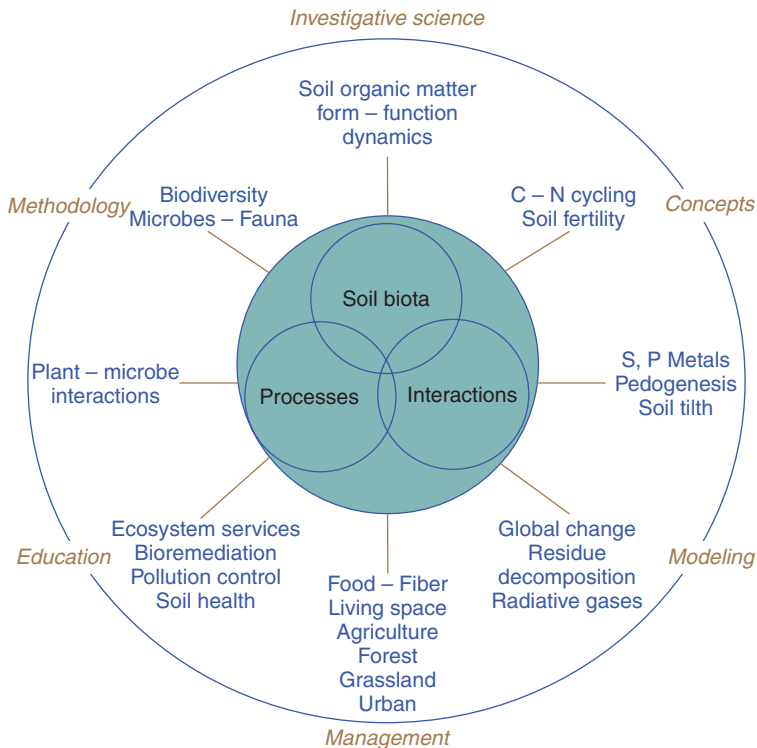 Investigative science
Soil organic matter
form – function
dynamics
Biodiversity
Microbes – Fauna
C – N cycling
Soil fertility
Methodology
Concepts
Soil biota
Plant – microbe
interactions
Processes
Interactions
S, P Metals
Pedogenesis
Soil tilth
Ecosystem services
Bioremediation
Pollution control
Soil health
Global change
Residue
decomposition
Radiative gases
Education
Modeling
Food – Fiber
Living space
Agriculture
Forest
Grassland
Urban
Management